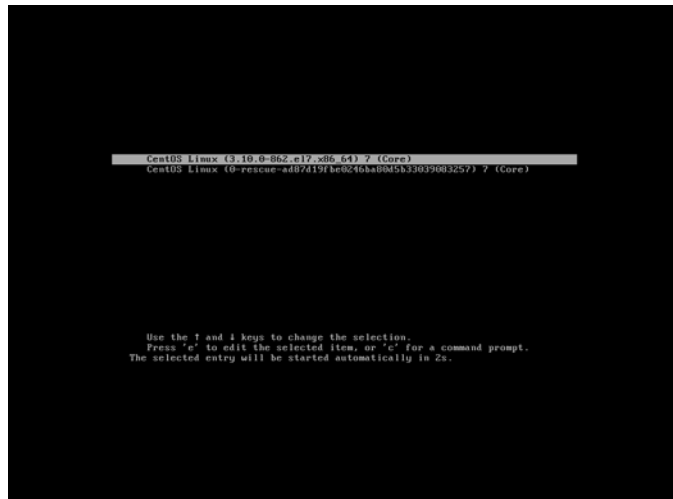 CentOS Linux (3.10.0-862.el7.x86_64) 7 (Core)
CentOS Linux (0-rescue-ad87d19fbe0246ba80d5b33039083257) 7 (Core)
Use the ↑ and ↓ keys to change the selection.
Press 'e' to edit the selected item, or 'c' for a command prompt.
The selected entry will be started automatically in 2s.